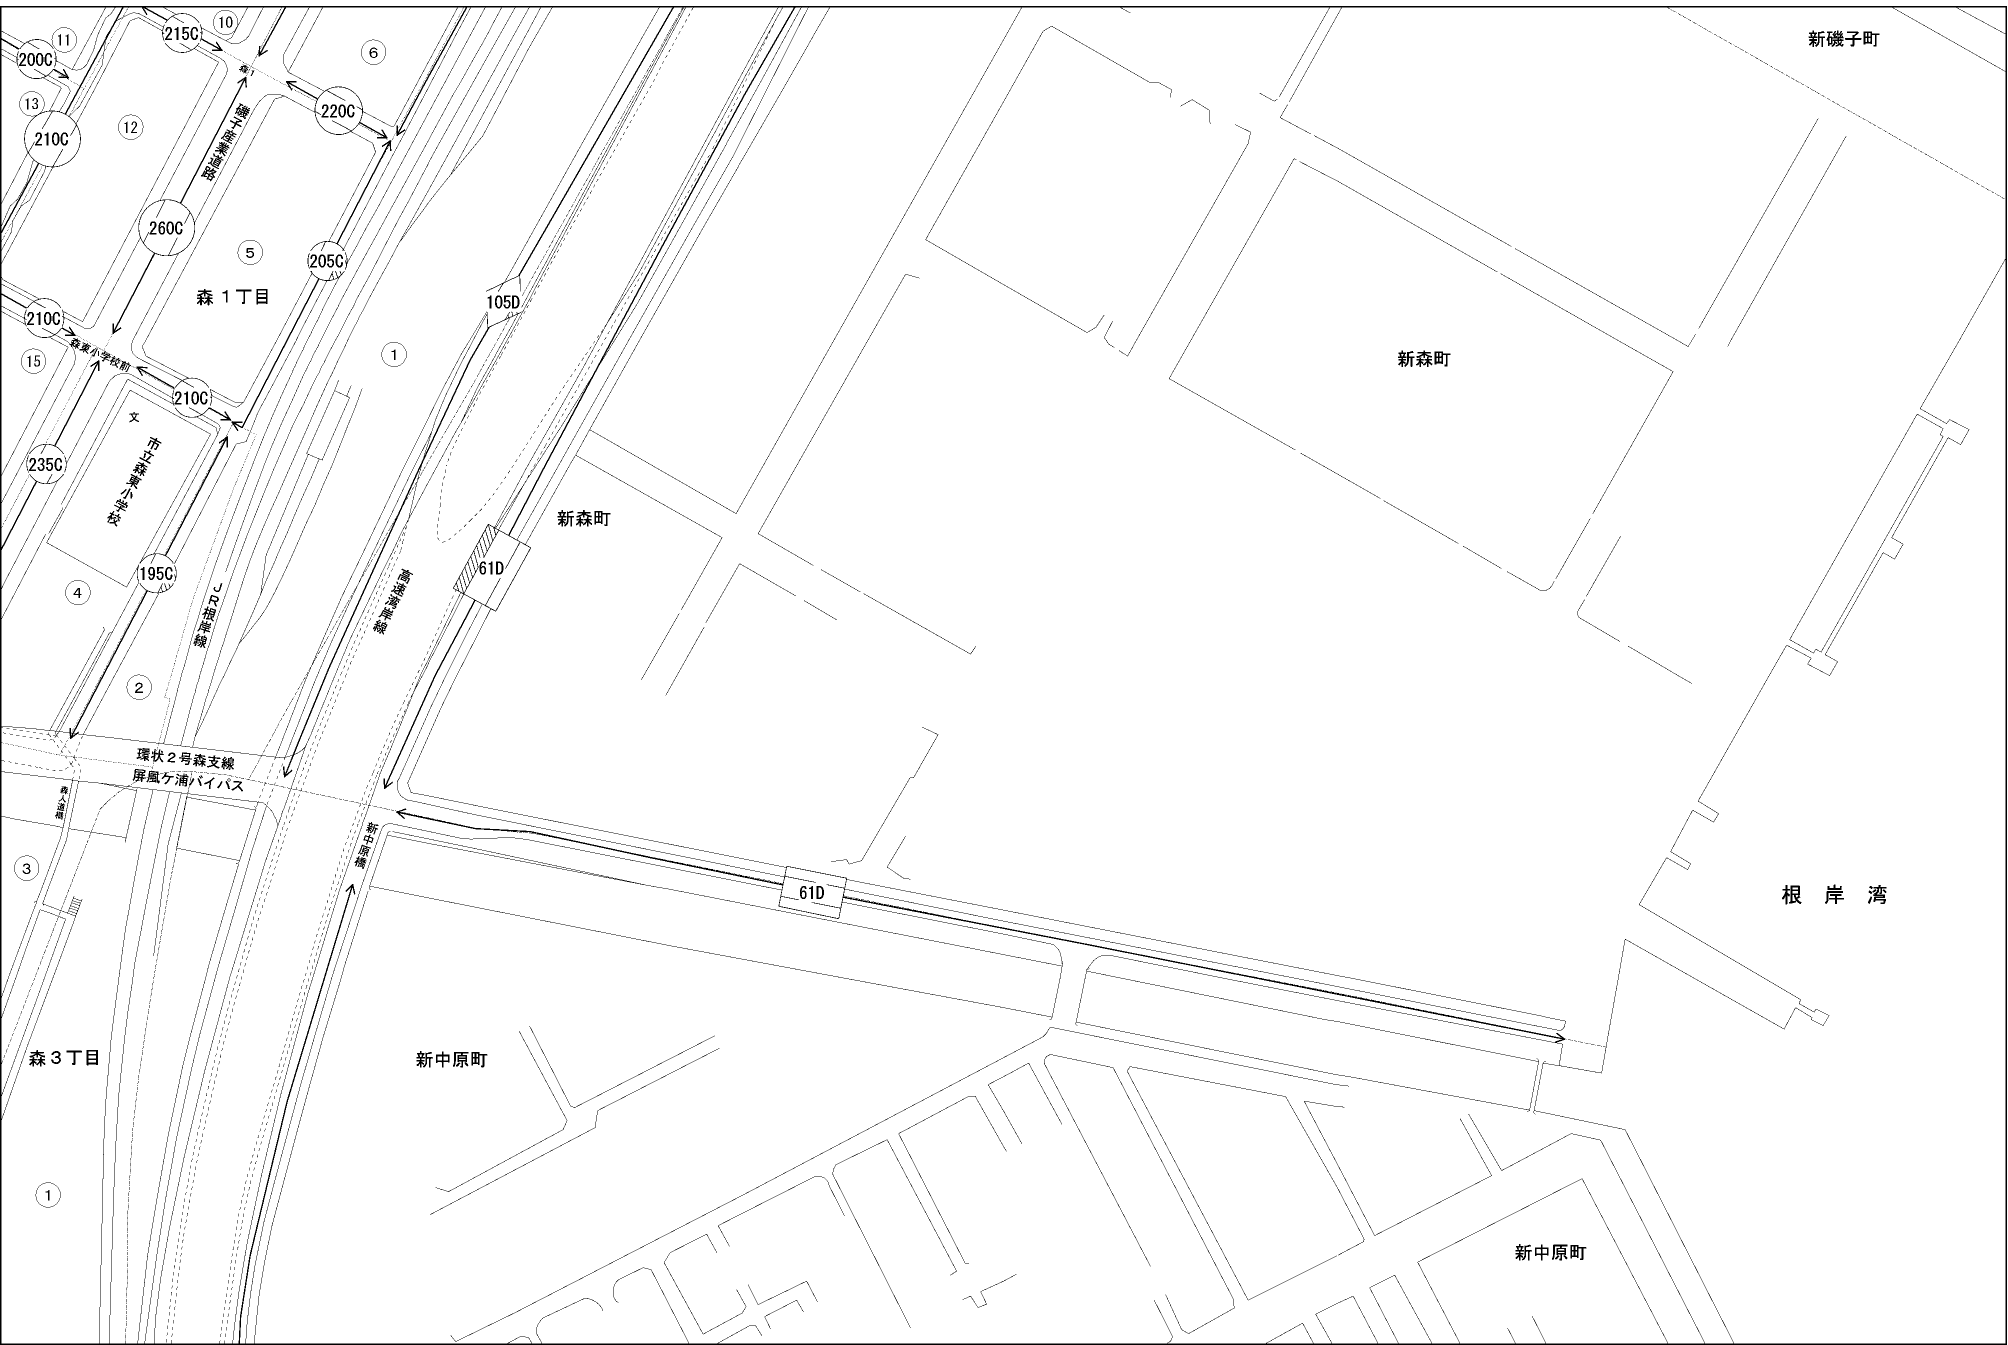 215C
⑩
⑪
200C
⑥
新磯子町
森1
⑬
210C
⑫
220C
磯子産業道路
260C
⑤
205C
森1丁目
105D
210C
森東小学校前
⑮
①
新森町
210C
文
市立森東小学校
235C
新森町
195C
61D
④
JR根岸線
高速湾岸線
②
環状2号森支線
屏風ケ浦バイパス
森人道橋
新中原橋
③
61D
根岸湾
森3丁目
新中原町
①
新中原町